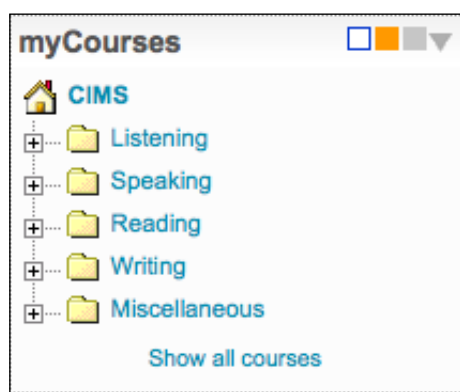 myCourses
CIMS
Listening
Speaking
Reading
Writing
Miscellaneous
Show all courses